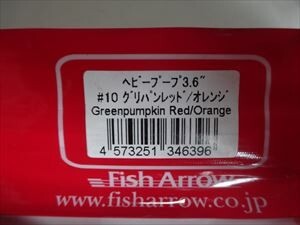 ﾍﾋﾞｰﾌﾟｰﾌﾟ3.6"
#10 ｸﾞﾘﾊﾟﾝﾚｯﾄﾞ/ｵﾚﾝｼﾞ
Greenpumpkin Red/Orange
4 573251 346396
Fish Arrow
www.fisharrow.co.jp